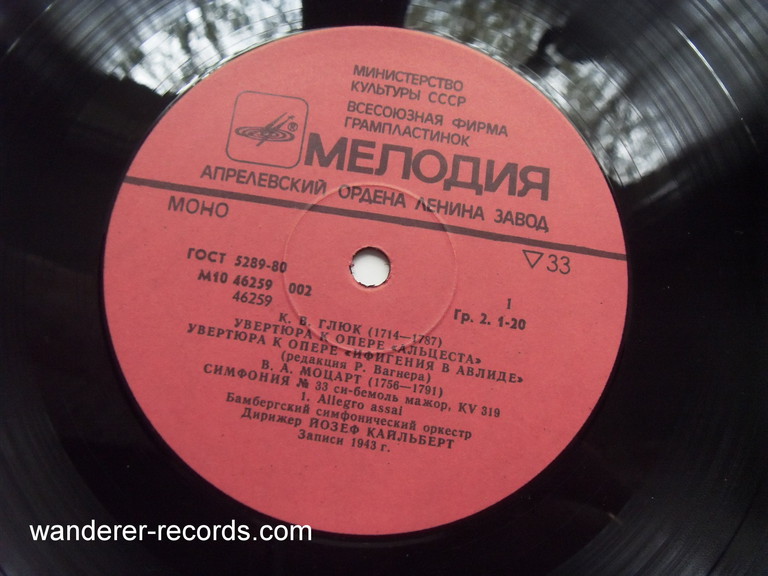 МИНИСТЕРСТВО
КУЛЬТУРЫ СССР
ВСЕСОЮЗНАЯ ФИРМА
ГРАМПЛАСТИНОК
МЕЛОДИЯ
АПРЕЛЕВСКИЙ ОРДЕНА ЛЕНИНА ЗАВОД
МОНО
▽33
ГОСТ 5289-80
М10 46259 002
46259
1
Гр. 2. 1-20
К. В. ГЛЮК (1714—1787)
УВЕРТЮРА К ОПЕРЕ «АЛЬЦЕСТА»
УВЕРТЮРА К ОПЕРЕ «ИФИГЕНИЯ В АВЛИДЕ»
(редакция Р. Вагнера)
В. А. МОЦАРТ (1756—1791)
СИМФОНИЯ № 33 си-бемоль мажор, KV 319
1. Allegro assai
Бамбергский симфонический оркестр
Дирижер ЙОЗЕФ КАЙЛЬБЕРТ
Записи 1943 г.
wanderer-records.com